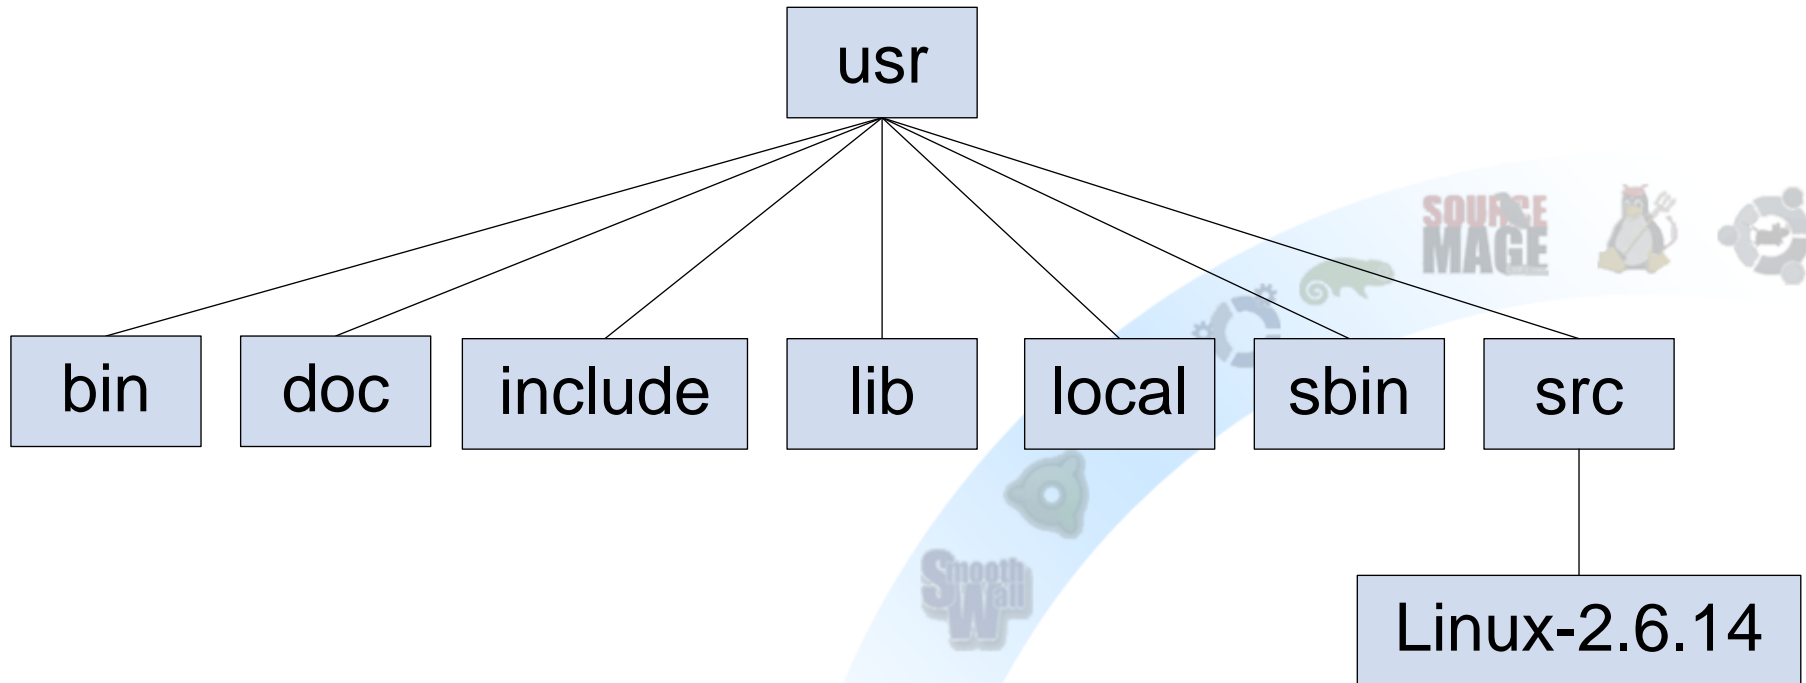 usr
SOURCE
MAGE
bin
doc
include
lib
local
sbin
src
Smooth
Wall
Linux-2.6.14